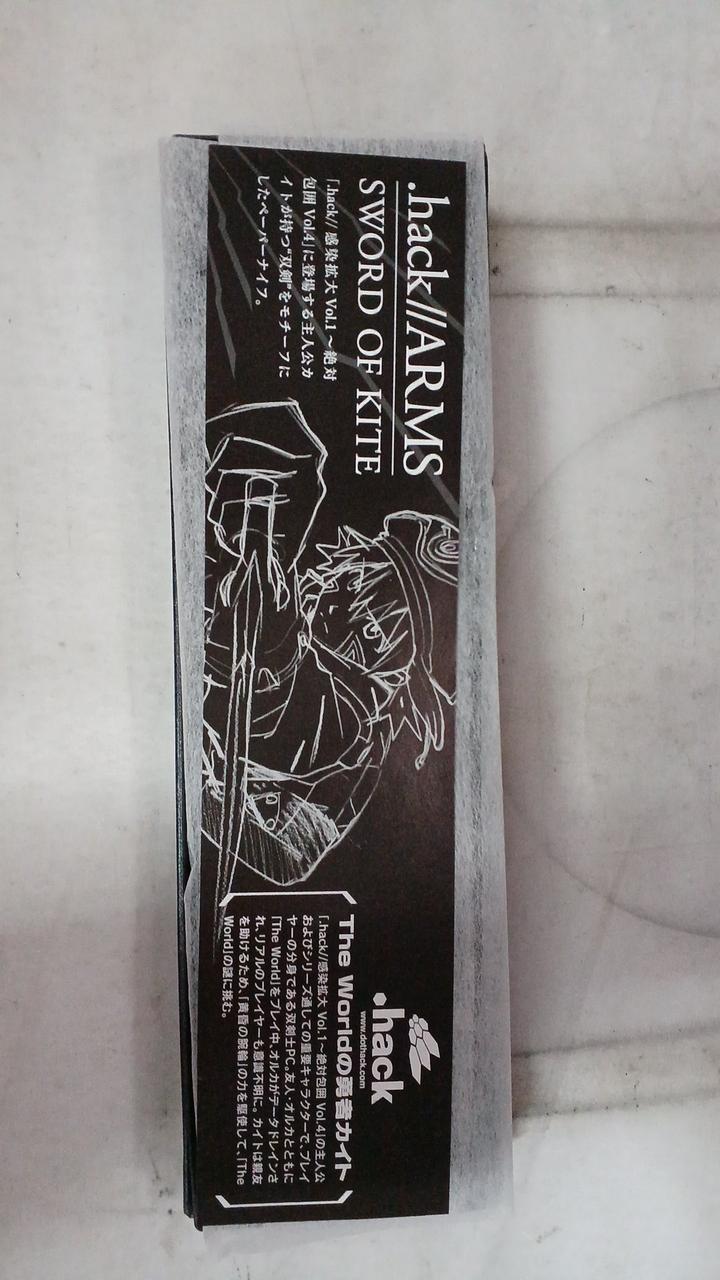 .hack//ARMS
SWORD OF KITE
「.hack// 感染拡大 Vol.1 〜絶対
包囲 Vol.4」に登場する主人公カ
イトが持つ“双剣”をモチーフに
したペーパーナイフ。
.hack
www.dothack.com
The Worldの勇者カイト
「.hack//感染拡大 Vol.1〜絶対包囲 Vol.4」の主人公
およびシリーズ通しての重要キャラクターで、プレイ
ヤーの分身である双剣士PC。友人・オルカとともに
「The World」をプレイ中、オルカがデータドレインさ
れ、リアルのプレイヤーも意識不明に。カイトは親友
を助けるため、「黄昏の腕輪」の力を駆使して、「The
World」の謎に挑む。